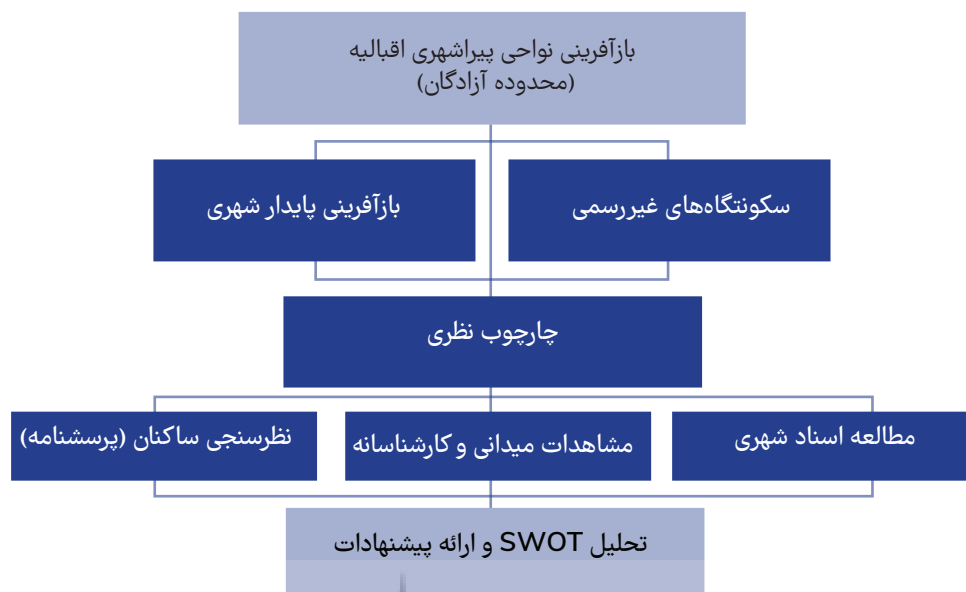 بازآفرینی نواحی پیراشهری اقبالیه
(محدوده آزادگان)
سکونتگاه‌های غیررسمی
بازآفرینی پایدار شهری
چارچوب نظری
مطالعه اسناد شهری
مشاهدات میدانی و کارشناسانه
نظرسنجی ساکنان (پرسشنامه)
تحلیل SWOT و ارائه پیشنهادات